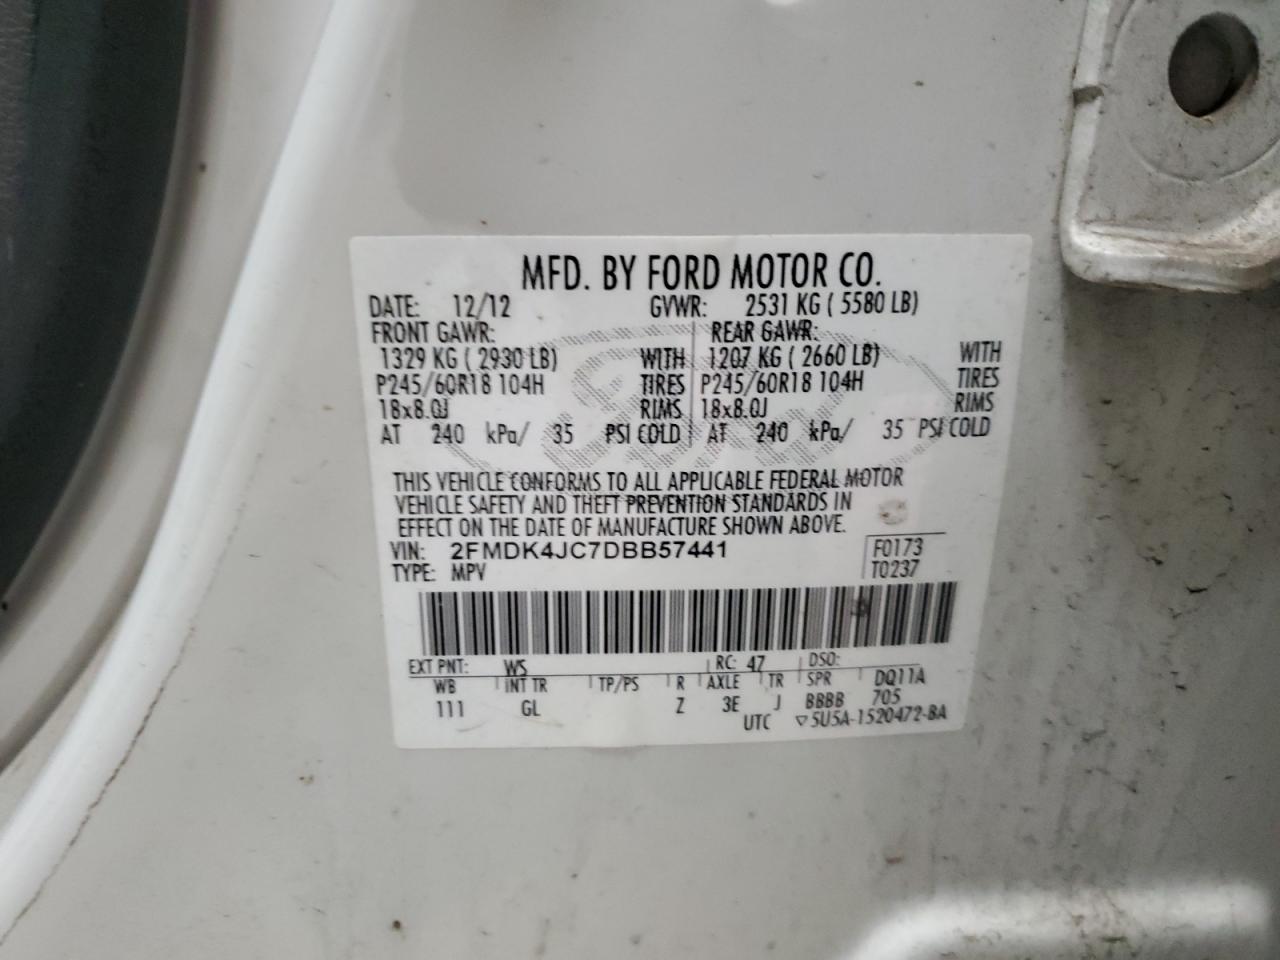 MFD. BY FORD MOTOR CO.
DATE: 12/12 GVWR: 2531 KG ( 5580 LB)
FRONT GAWR: REAR GAWR:
1329 KG ( 2930 LB) WITH 1207 KG ( 2660 LB) WITH
P245/60R18 104H TIRES P245/60R18 104H TIRES
18x8.0J RIMS 18x8.0J RIMS
AT 240 kPa/ 35 PSI COLD AT 240 kPa/ 35 PSI COLD
THIS VEHICLE CONFORMS TO ALL APPLICABLE FEDERAL MOTOR
VEHICLE SAFETY AND THEFT PREVENTION STANDARDS IN
EFFECT ON THE DATE OF MANUFACTURE SHOWN ABOVE.
VIN: 2FMDK4JC7DBB57441 F0173
TYPE: MPV T0237
EXT PNT: WS RC: 47 DSO:
WB INT TR TP/PS R AXLE TR SPR DQ11A
111 GL Z 3E J BBBB 705
UTC ▽5U5A-1520472-BA